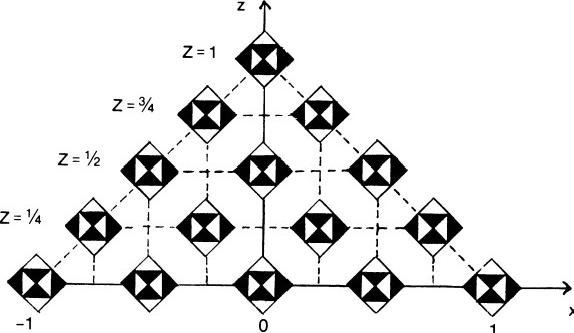 z
Z = 1
Z = ¾
Z = ½
Z = ¼
x
-1
0
1